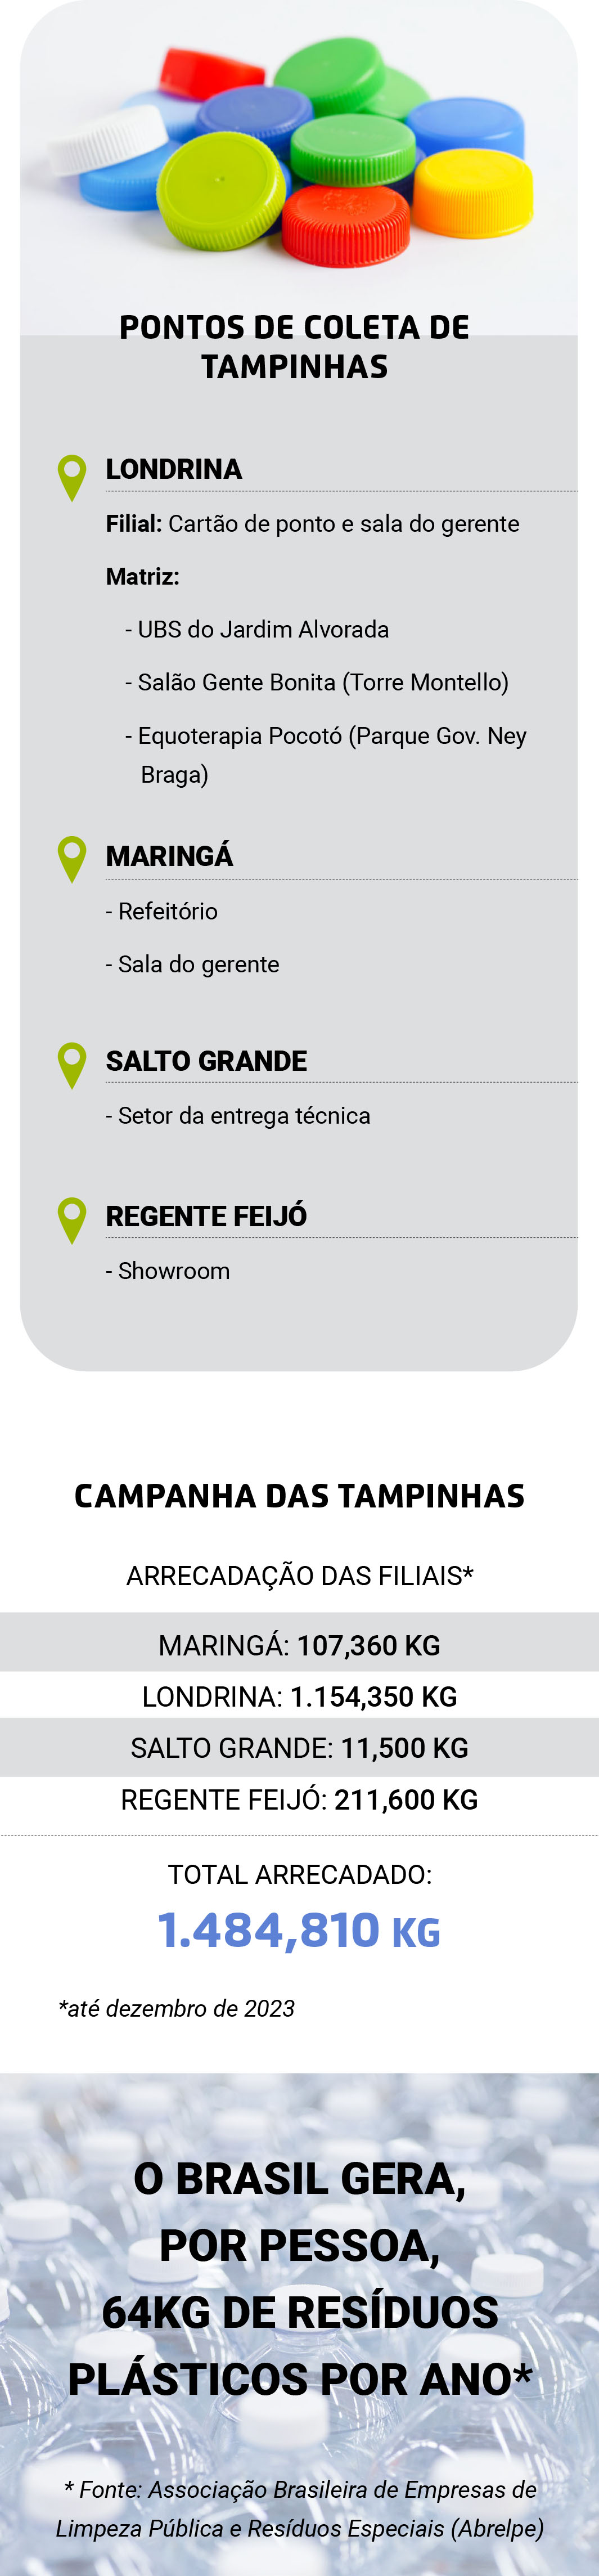 PONTOS DE COLETA DE
TAMPINHAS
LONDRINA
Filial: Cartão de ponto e sala do gerente
Matriz:
- UBS do Jardim Alvorada
- Salão Gente Bonita (Torre Montello)
- Equoterapia Pocotó (Parque Gov. Ney
Braga)
MARINGÁ
- Refeitório
- Sala do gerente
SALTO GRANDE
- Setor da entrega técnica
REGENTE FEIJÓ
- Showroom
CAMPANHA DAS TAMPINHAS
ARRECADAÇÃO DAS FILIAIS*
MARINGÁ: 107,360 KG
LONDRINA: 1.154,350 KG
SALTO GRANDE: 11,500 KG
REGENTE FEIJÓ: 211,600 KG
TOTAL ARRECADADO:
1.484,810 KG
*até dezembro de 2023
O BRASIL GERA,
POR PESSOA,
64KG DE RESÍDUOS
PLÁSTICOS POR ANO*
* Fonte: Associação Brasileira de Empresas de
Limpeza Pública e Resíduos Especiais (Abrelpe)